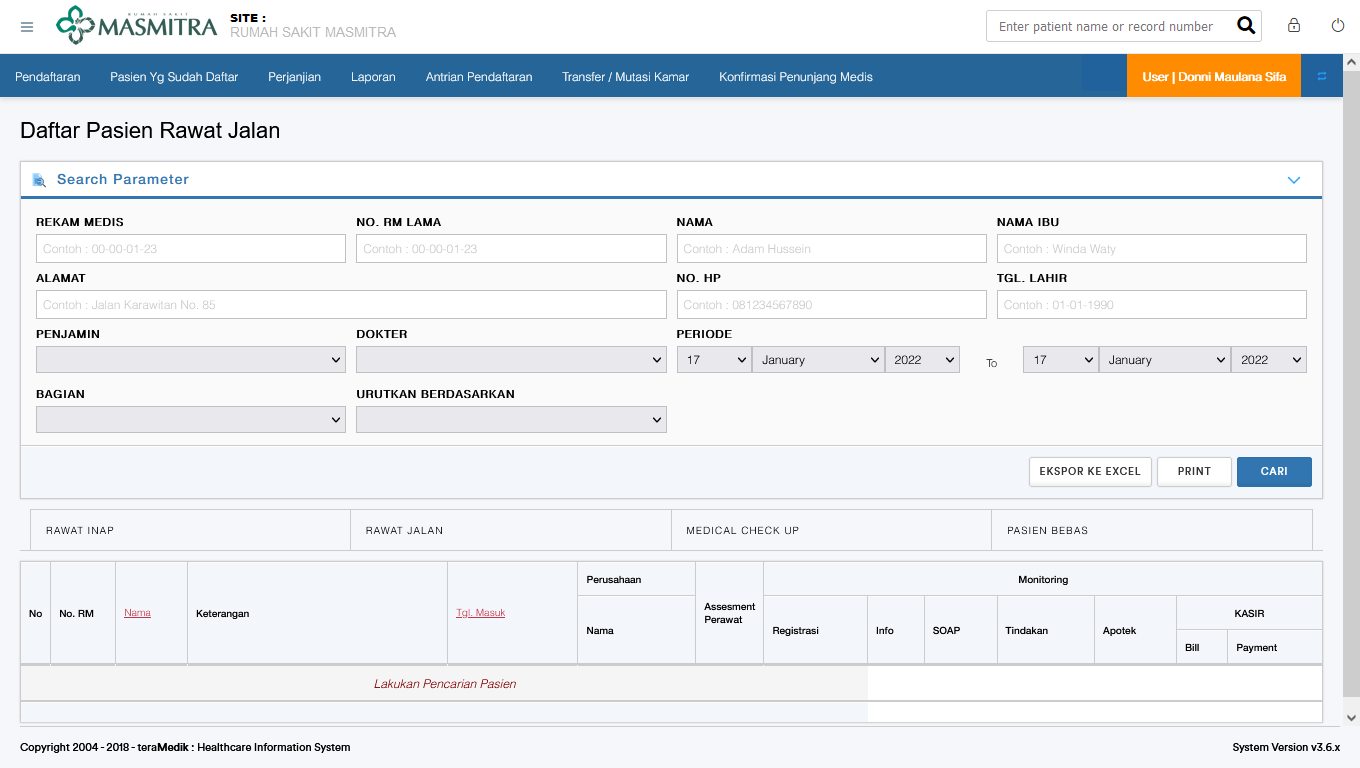 RUMAH SAKIT
MASMITRA
SITE :
RUMAH SAKIT MASMITRA
Enter patient name or record number
Pendaftaran Pasien Yg Sudah Daftar Perjanjian Laporan Antrian Pendaftaran Transfer / Mutasi Kamar Konfirmasi Penunjang Medis User | Donni Maulana Sifa
Daftar Pasien Rawat Jalan
Search Parameter
REKAM MEDIS NO. RM LAMA NAMA NAMA IBU
Contoh : 00-00-01-23 Contoh : 00-00-01-23 Contoh : Adam Hussein Contoh : Winda Waty
ALAMAT NO. HP TGL. LAHIR
Contoh : Jalan Karawitan No. 85 Contoh : 081234567890 Contoh : 01-01-1990
PENJAMIN DOKTER PERIODE
17 January 2022 To 17 January 2022
BAGIAN URUTKAN BERDASARKAN
EKSPOR KE EXCEL PRINT CARI
RAWAT INAP RAWAT JALAN MEDICAL CHECK UP PASIEN BEBAS
No No. RM Nama Keterangan Tgl. Masuk Perusahaan Nama Assesment Perawat Monitoring
Registrasi Info SOAP Tindakan Apotek KASIR
Bill Payment
Lakukan Pencarian Pasien
Copyright 2004 - 2018 - teraMedik : Healthcare Information System System Version v3.6.x